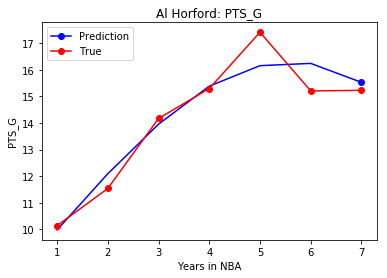 Al Horford: PTS_G
Prediction
True
17
16
15
14
13
12
11
10
PTS_G
1 2 3 4 5 6 7
Years in NBA